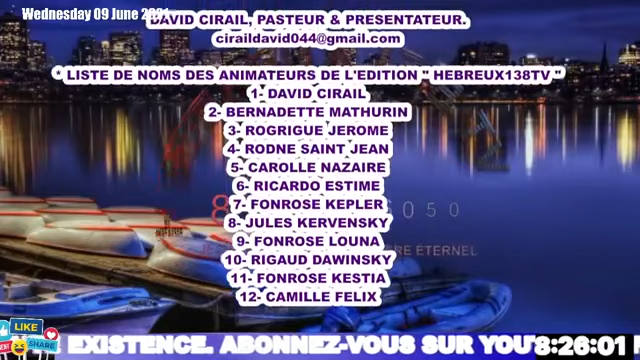 Wednesday 09 June
DAVID CIRAIL, PASTEUR & PRESENTATEUR.
ciraildavid044@gmail.com
" LISTE DE NOMS DES ANIMATEURS DE L'EDITION " HEBREUX138TV "
1- DAVID CIRAIL
2- BERNADETTE MATHURIN
3- ROGRIGUE JEROME
4- RODNE SAINT JEAN
5- CAROLLE NAZAIRE
6- RICARDO ESTIME
7- FONROSE KEPLER
8- JULES KERVENSKY
9- FONROSE LOUNA
10- RIGAUD DAWINSKY
11- FONROSE KESTIA
12- CAMILLE FELIX
050
ÉTERNEL
LIKE
SHARE
EXISTENCE. ABONNEZ-VOUS SUR YOU
8:26:01